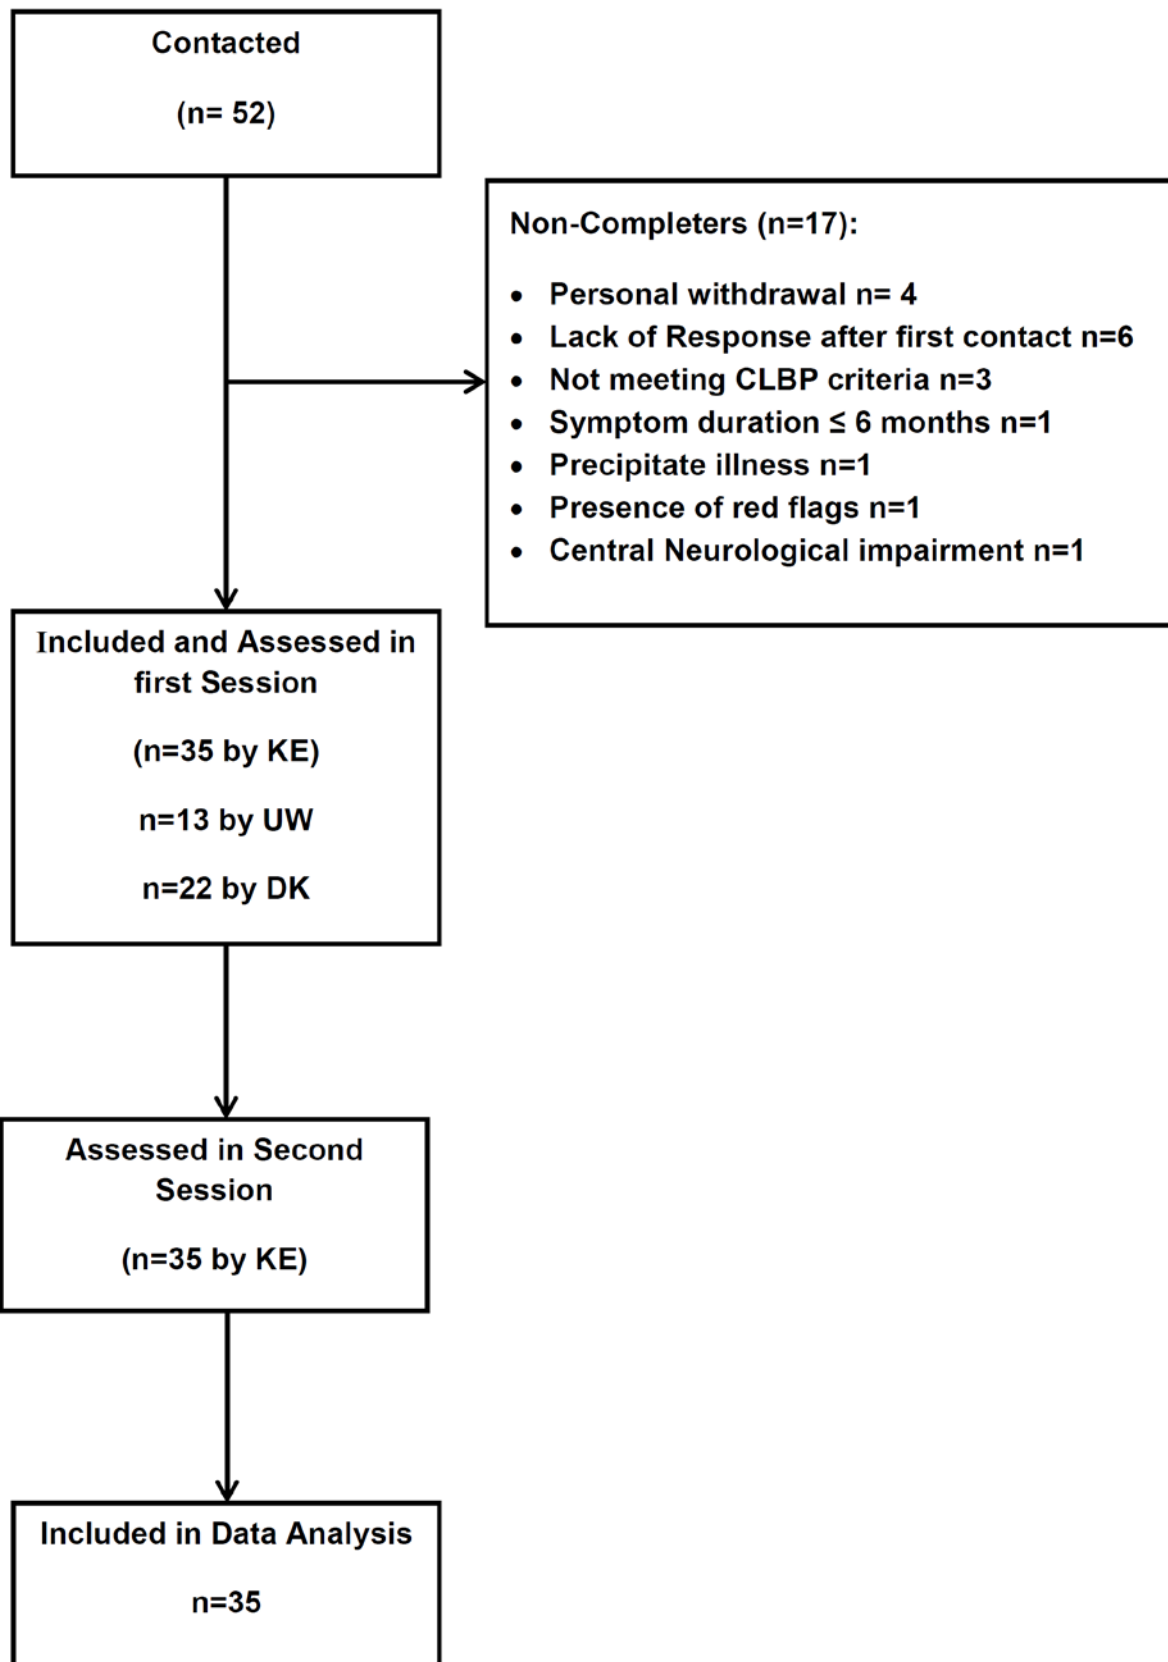 Contacted
(n= 52)
Non-Completers (n=17):
• Personal withdrawal n= 4
• Lack of Response after first contact n=6
• Not meeting CLBP criteria n=3
• Symptom duration ≤ 6 months n=1
• Precipitate illness n=1
• Presence of red flags n=1
• Central Neurological impairment n=1
Included and Assessed in
first Session
(n=35 by KE)
n=13 by UW
n=22 by DK
Assessed in Second
Session
(n=35 by KE)
Included in Data Analysis
n=35